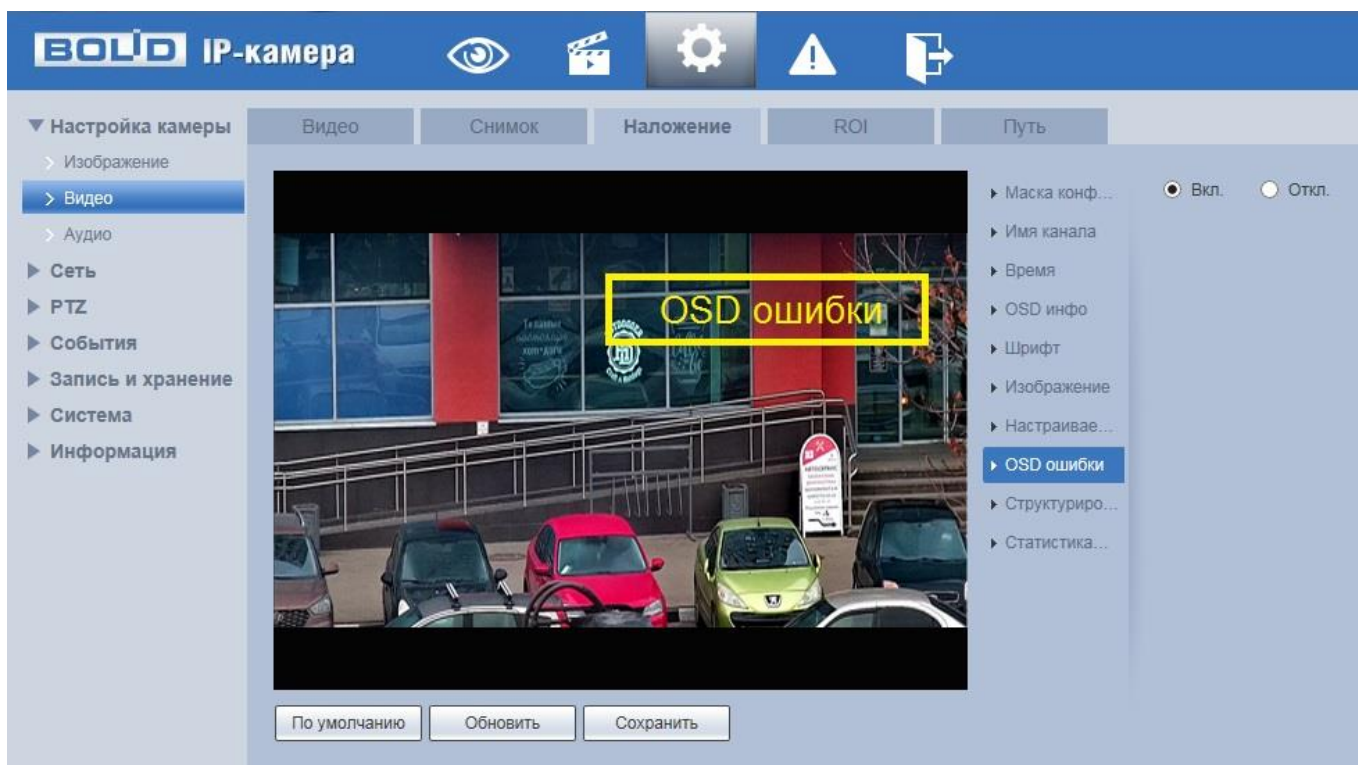 BOLID IP-камера
Настройка камеры
Изображение
Видео
Аудио
Сеть
PTZ
События
Запись и хранение
Система
Информация
Видео
Снимок
Наложение
ROI
Путь
OSD ошибки
АВТОСЕРВИС
Маска конф...
Имя канала
Время
OSD инфо
Шрифт
Изображение
Настраивае...
OSD ошибки
Структуриро...
Статистика...
Вкл. Откл.
По умолчанию
Обновить
Сохранить